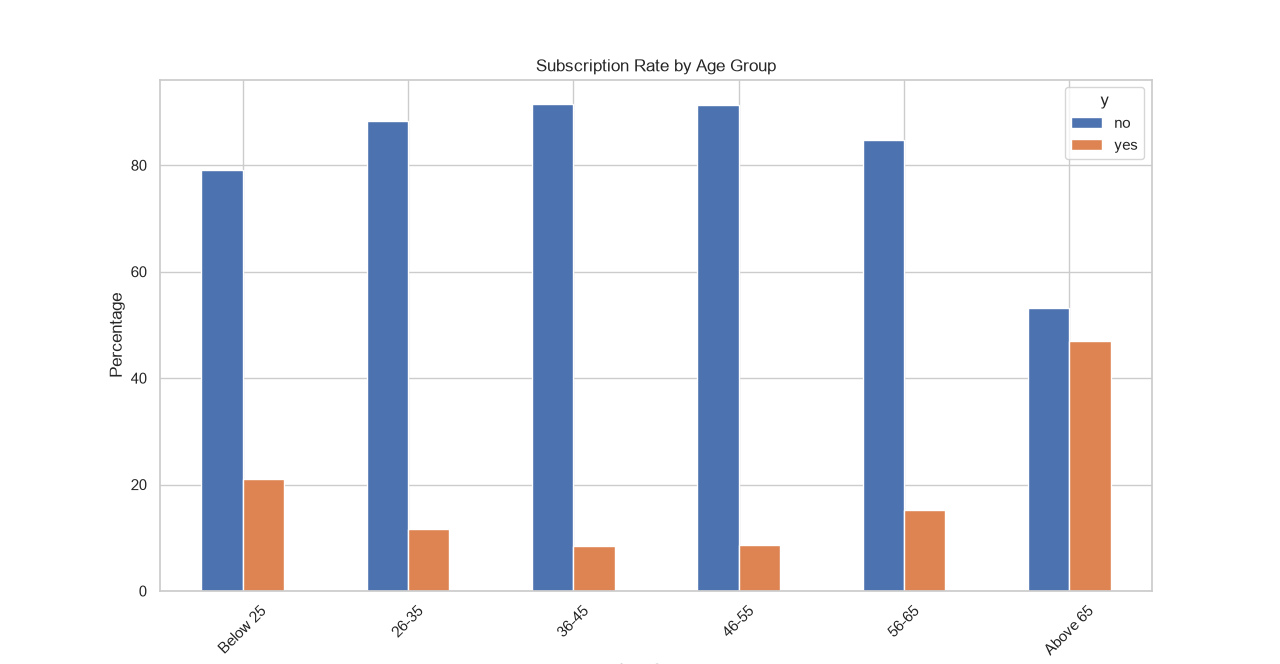 Subscription Rate by Age Group
y
no
yes
Percentage
80
60
40
20
0
Below 25
26-35
36-45
46-55
56-65
Above 65